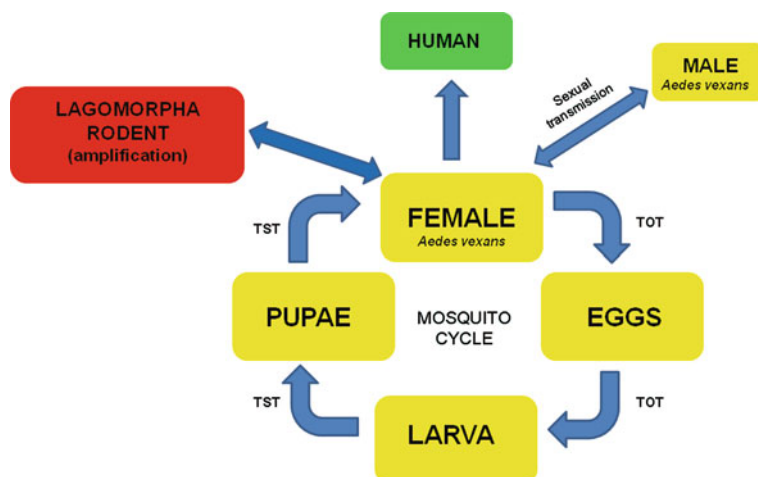 HUMAN
MALE
Aedes vexans
Sexual
transmission
LAGOMORPHA
RODENT
(amplification)
FEMALE
Aedes vexans
TST
TOT
PUPAE
MOSQUITO
CYCLE
EGGS
TST
TOT
LARVA